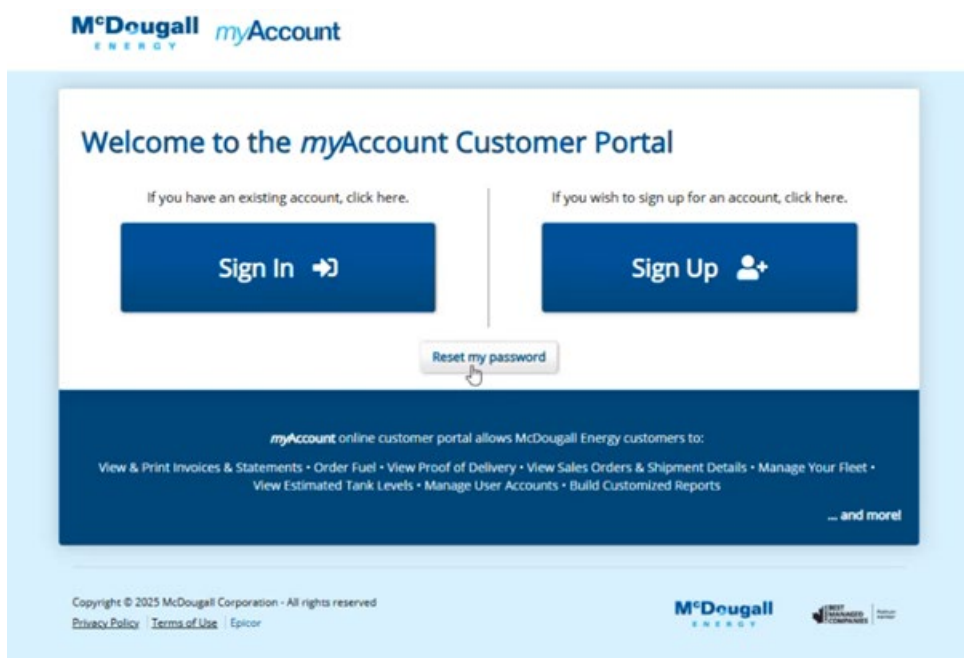 McDougall
ENERGY
myAccount
Welcome to the myAccount Customer Portal
If you have an existing account, click here.
If you wish to sign up for an account, click here.
Sign In
Sign Up
Reset my password
myAccount online customer portal allows McDougall Energy customers to:
View & Print Invoices & Statements • Order Fuel • View Proof of Delivery • View Sales Orders & Shipment Details • Manage Your Fleet •
View Estimated Tank Levels • Manage User Accounts • Build Customized Reports
... and more!
Copyright © 2025 McDougall Corporation - All rights reserved
Privacy Policy
Terms of Use
Epicor
McDougall
ENERGY
BEST
MANAGED
COMPANIES